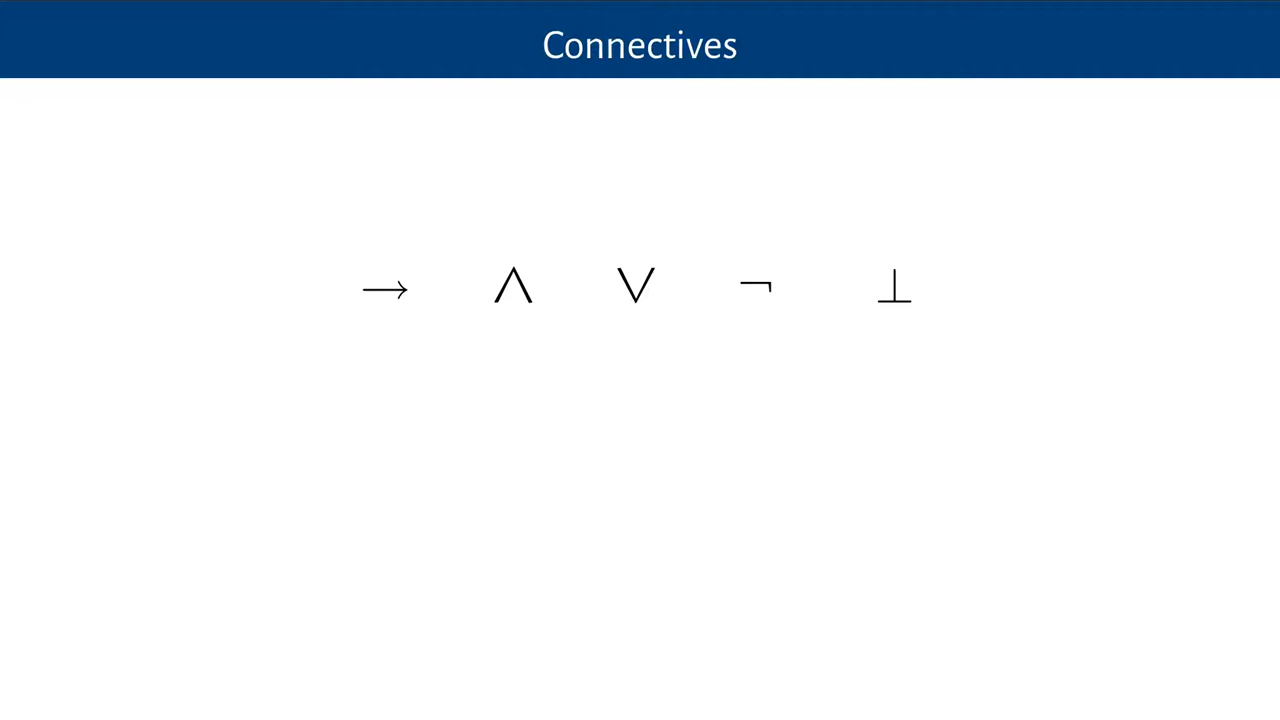 Connectives
→ ∧ ∨ ¬ ⊥